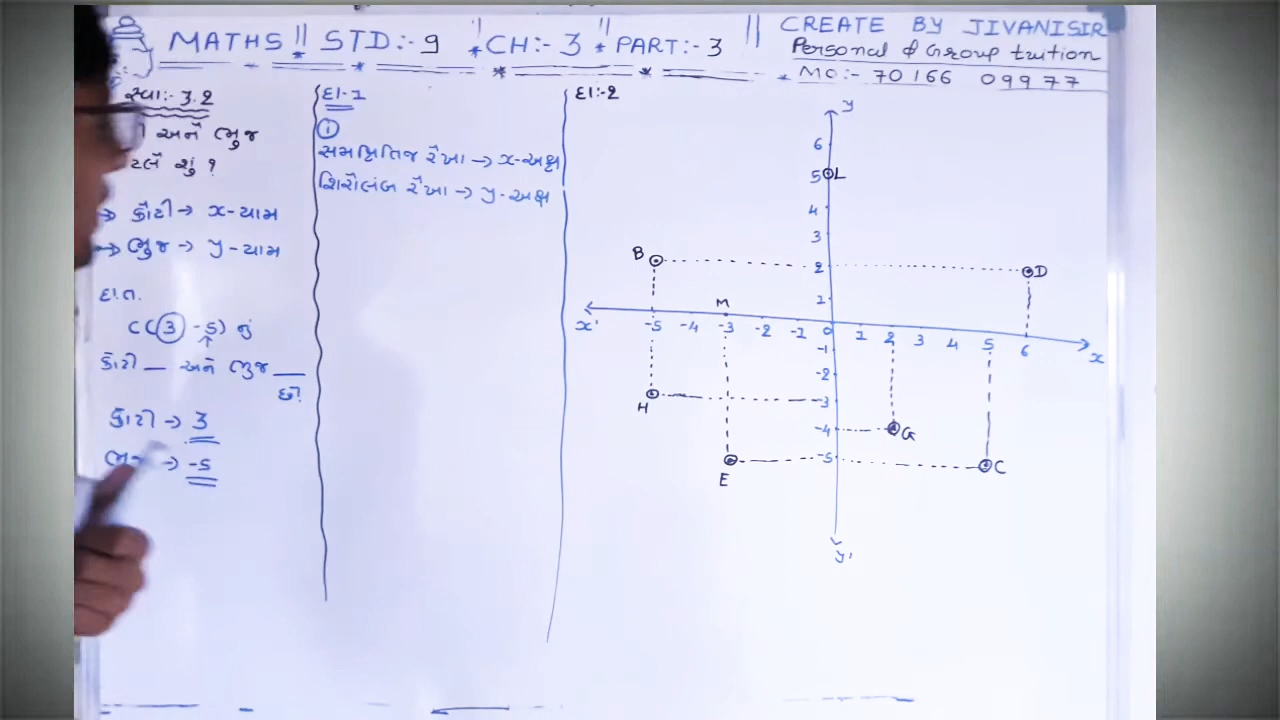 MATHS || STD:- 9 * CH:- 3 * PART:- 3 ||
CREATE BY JIVANISIR
Personal & Group tuition
Mo:- 70166 09977
સ્વા:- 3.2
અને ભુજ
એટલે શું ?
→ કોટી → x-યામ
→ ભુજ → y-યામ
દા.ત.
C(3 -5) નું
કોટી __ અને ભુજ __
છે?
કોટી → 3
ભુજ → -5
દા-1
①
સમક્ષિતિજ રેખા → x-અક્ષ
શિરોલંબ રેખા → y-અક્ષ
દા:-2
y
6
5 L
4
3
B 2 D
1
M
x' -5 -4 -3 -2 -1 0 1 2 3 4 5 6 x
-1
-2
H -3
-4 G
E -5 C
y'